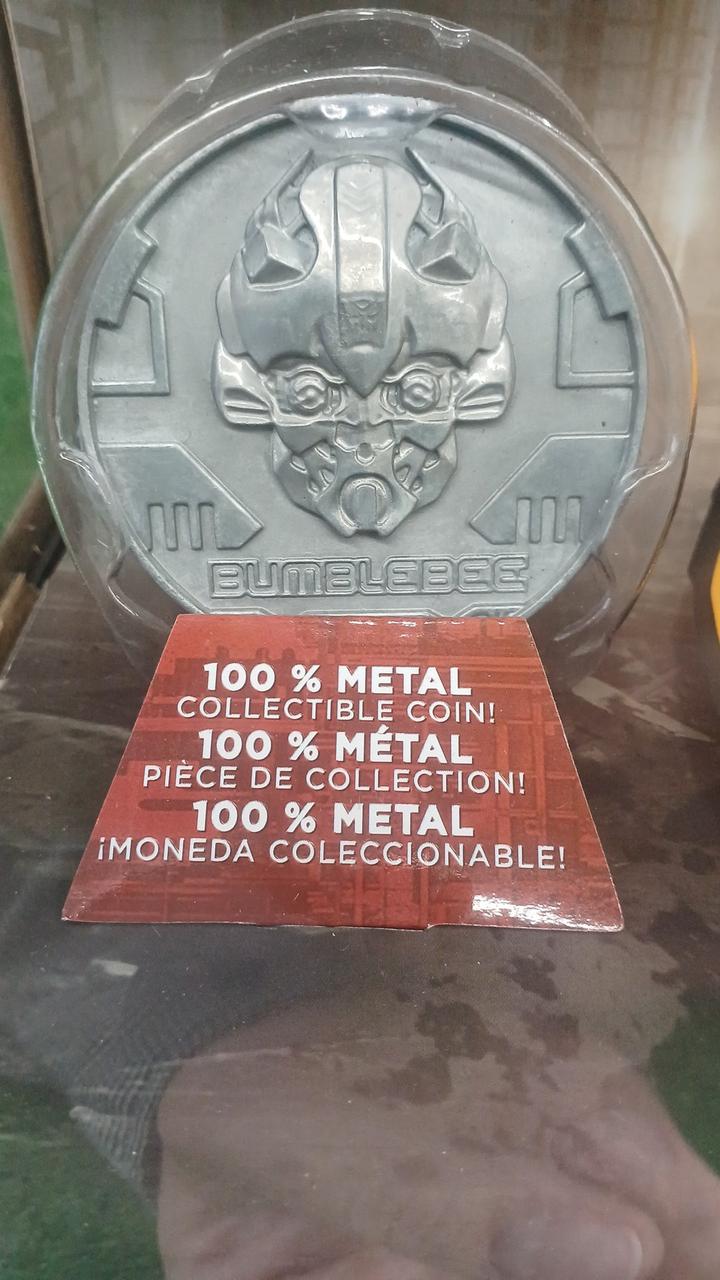 BUMBLEBEE
100 % METAL
COLLECTIBLE COIN!
100 % MÉTAL
PIÈCE DE COLLECTION!
100 % METAL
¡MONEDA COLECCIONABLE!